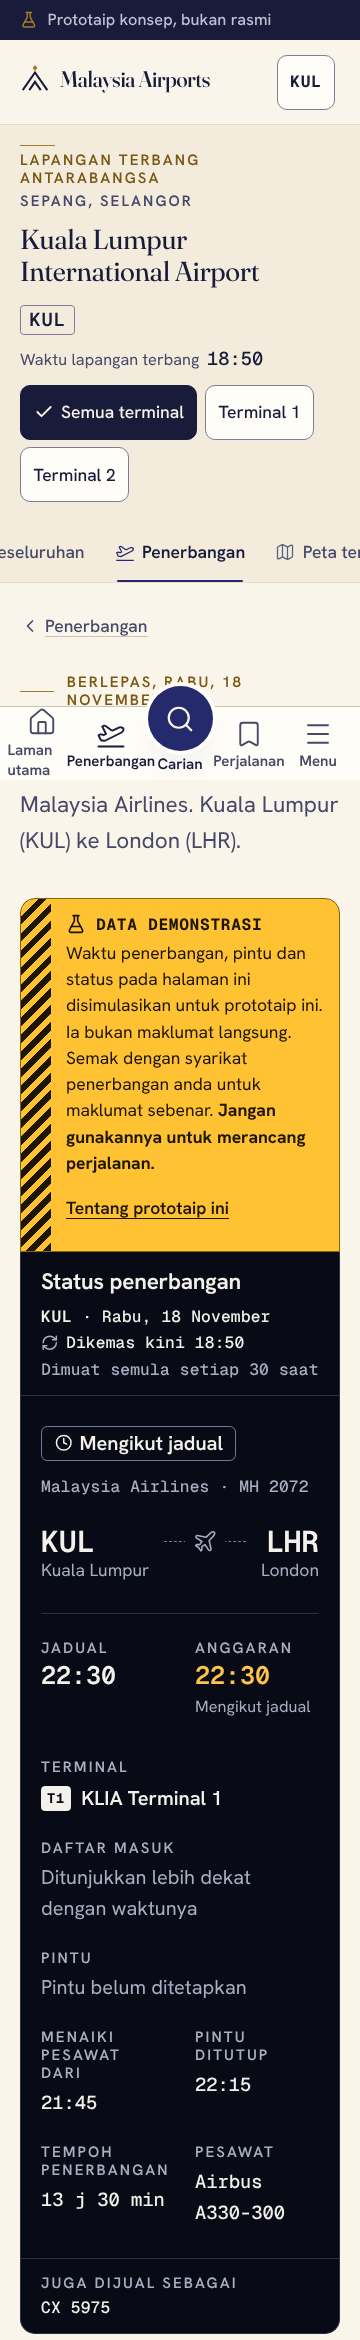 Prototaip konsep, bukan rasmi
Malaysia Airports
KUL
LAPANGAN TERBANG
ANTARABANGSA
SEPANG, SELANGOR
Kuala Lumpur
International Airport
KUL
Waktu lapangan terbang 18:50
Semua terminal
Terminal 1
Terminal 2
eseluruhan
Penerbangan
Peta ter
Penerbangan
BERLEPAS, RABU, 18
NOVEMBE
Laman
utama
Penerbangan
Carian
Perjalanan
Menu
Malaysia Airlines. Kuala Lumpur
(KUL) ke London (LHR).
DATA DEMONSTRASI
Waktu penerbangan, pintu dan
status pada halaman ini
disimulasikan untuk prototaip ini.
Ia bukan maklumat langsung.
Semak dengan syarikat
penerbangan anda untuk
maklumat sebenar. Jangan
gunakannya untuk merancang
perjalanan.
Tentang prototaip ini
Status penerbangan
KUL · Rabu, 18 November
Dikemas kini 18:50
Dimuat semula setiap 30 saat
Mengikut jadual
Malaysia Airlines · MH 2072
KUL
LHR
Kuala Lumpur
London
JADUAL
ANGGARAN
22:30
22:30
Mengikut jadual
TERMINAL
T1 KLIA Terminal 1
DAFTAR MASUK
Ditunjukkan lebih dekat
dengan waktunya
PINTU
Pintu belum ditetapkan
MENAIKI
PESAWAT
DARI
21:45
PINTU
DITUTUP
22:15
TEMPOH
PENERBANGAN
13 j 30 min
PESAWAT
Airbus
A330-300
JUGA DIJUAL SEBAGAI
CX 5975